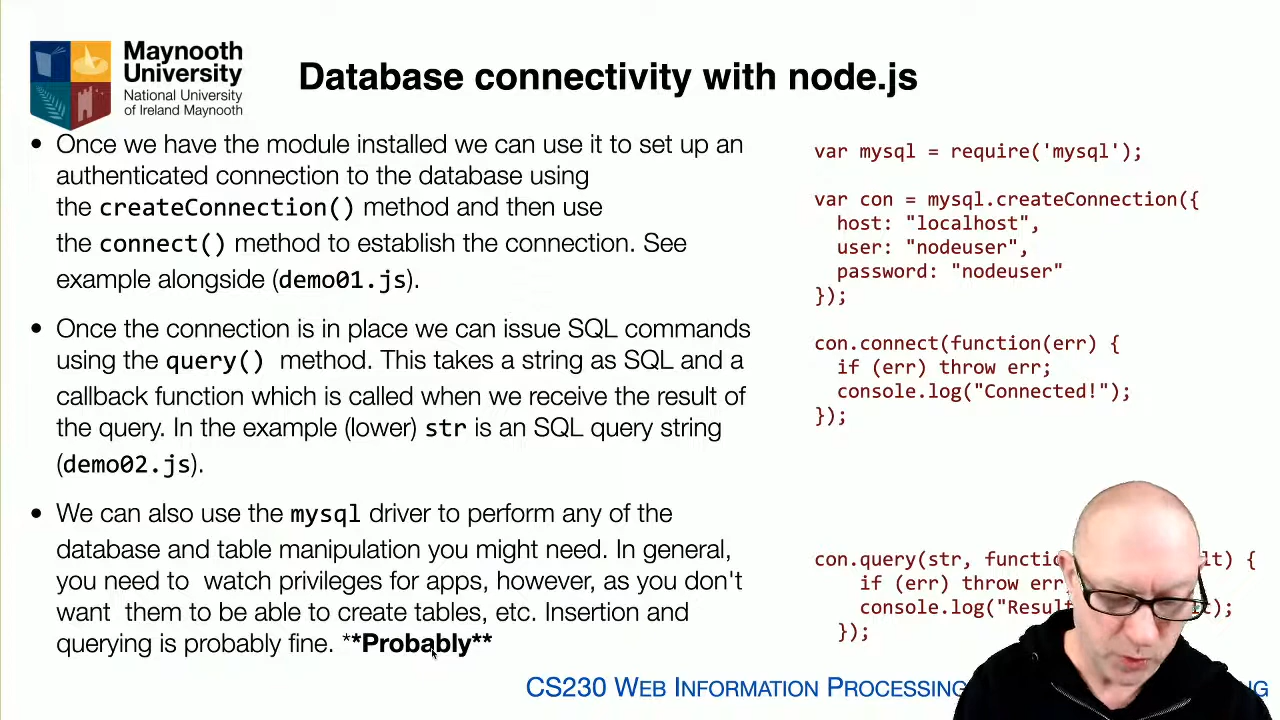 Maynooth
University
National University
of Ireland Maynooth
Database connectivity with node.js
• Once we have the module installed we can use it to set up an
authenticated connection to the database using
the createConnection() method and then use
the connect() method to establish the connection. See
example alongside (demo01.js).
• Once the connection is in place we can issue SQL commands
using the query() method. This takes a string as SQL and a
callback function which is called when we receive the result of
the query. In the example (lower) str is an SQL query string
(demo02.js).
• We can also use the mysql driver to perform any of the
database and table manipulation you might need. In general,
you need to watch privileges for apps, however, as you don't
want them to be able to create tables, etc. Insertion and
querying is probably fine. **Probably**
var mysql = require('mysql');
var con = mysql.createConnection({
host: "localhost",
user: "nodeuser",
password: "nodeuser"
});
con.connect(function(err) {
if (err) throw err;
console.log("Connected!");
});
con.query(str, functio lt) {
if (err) throw err
console.log("Result t);
});
CS230 WEB INFORMATION PROCESSING